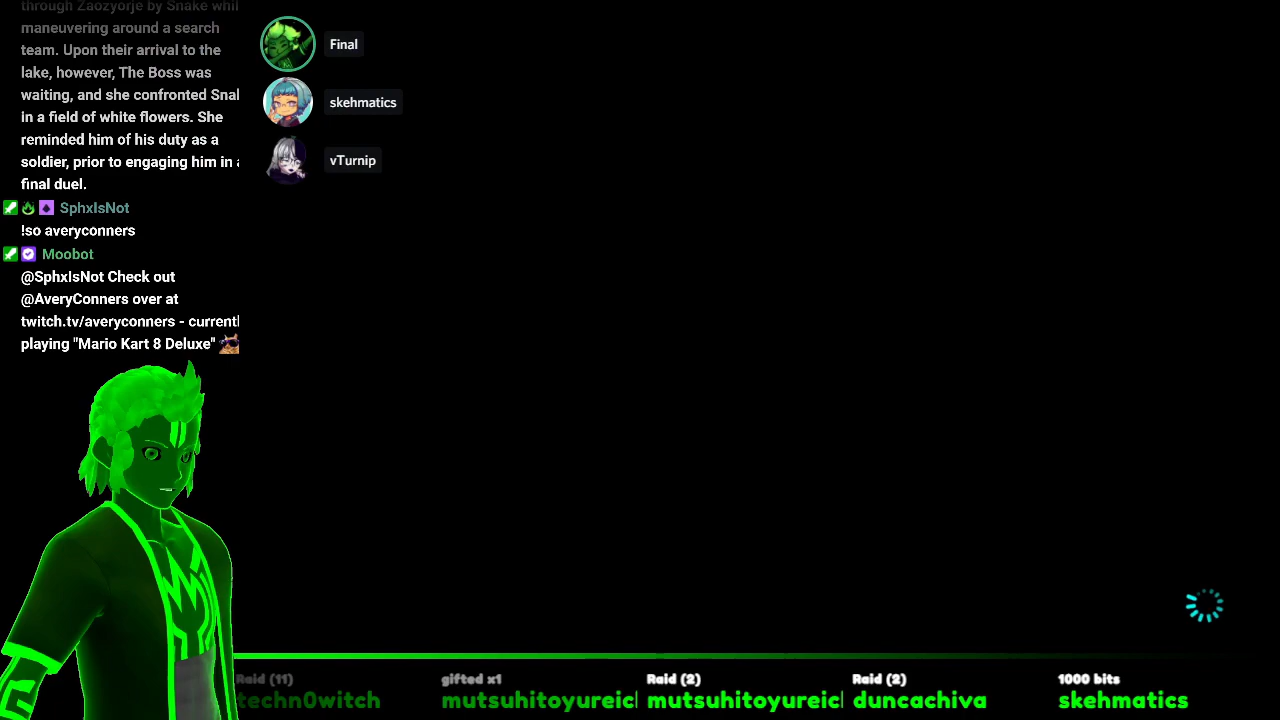 through Zaozyorje by Snake whil
maneuvering around a search
team. Upon their arrival to the
lake, however, The Boss was
waiting, and she confronted Snal
in a field of white flowers. She
reminded him of his duty as a
soldier, prior to engaging him in a
final duel.
SphxIsNot
!so averyconners
Moobot
@SphxIsNot Check out
@AveryConners over at
twitch.tv/averyconners - currentl
playing "Mario Kart 8 Deluxe"
Final
skehmatics
vTurnip
Raid (11)
techn0witch
gifted x1
mutsuhitoyureicl
Raid (2)
mutsuhitoyureicl
Raid (2)
duncachiva
1000 bits
skehmatics